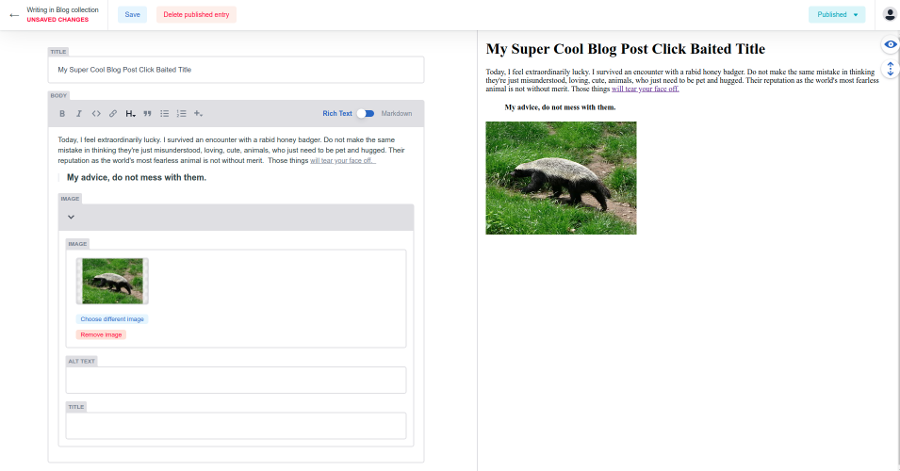 Writing in Blog collection
UNSAVED CHANGES
Save
Delete published entry
Published
TITLE
My Super Cool Blog Post Click Baited Title
BODY
B I <> H Rich Text Markdown
Today, I feel extraordinarily lucky. I survived an encounter with a rabid honey badger. Do not make the same
mistake in thinking they're just misunderstood, loving, cute, animals, who just need to be pet and hugged. Their
reputation as the world's most fearless animal is not without merit. Those things will tear your face off.
My advice, do not mess with them.
IMAGE
IMAGE
Choose different image
Remove image
ALT TEXT
TITLE
My Super Cool Blog Post Click Baited Title
Today, I feel extraordinarily lucky. I survived an encounter with a rabid honey badger. Do not make the same mistake in thinking
they're just misunderstood, loving, cute, animals, who just need to be pet and hugged. Their reputation as the world's most fearless
animal is not without merit. Those things will tear your face off.
My advice, do not mess with them.